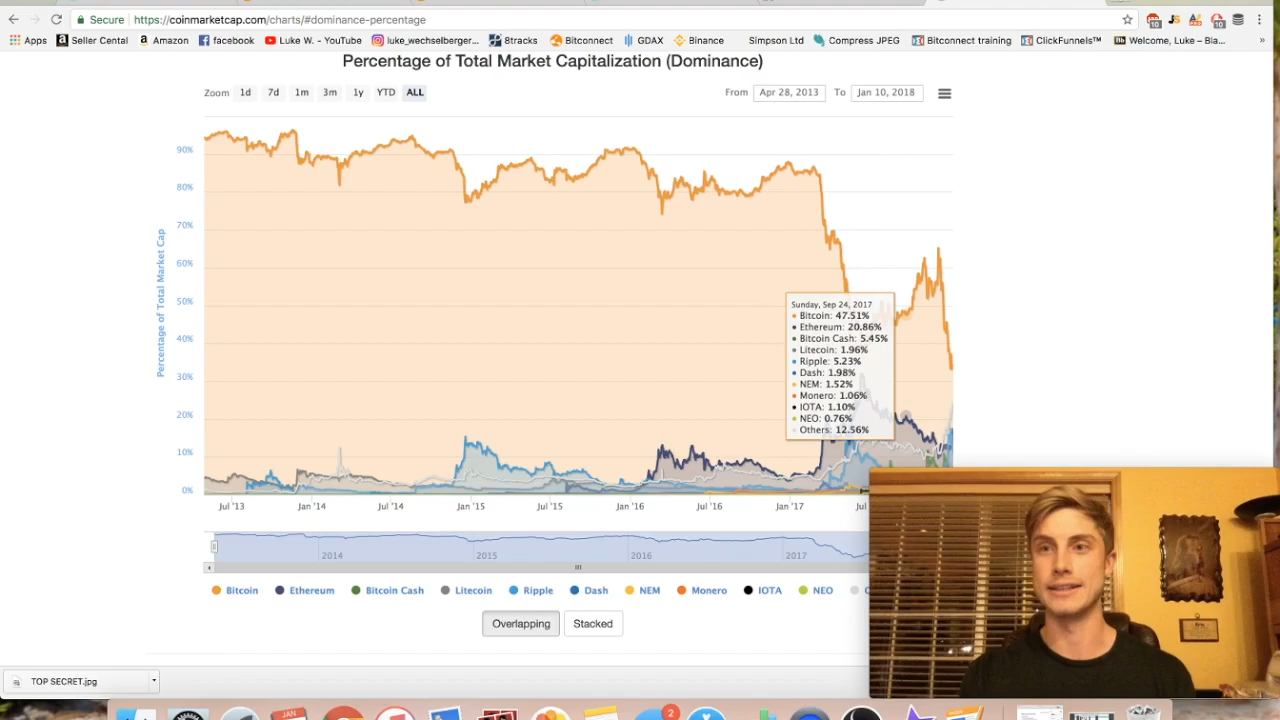 Secure https://coinmarketcap.com/charts/#dominance-percentage
10 JS 10
Apps Seller Cental Amazon facebook Luke W. - YouTube luke_wechselberger... Btracks Bitconnect GDAX Binance Simpson Ltd Compress JPEG Bitconnect training ClickFunnels™ Welcome, Luke – Bla... »
Percentage of Total Market Capitalization (Dominance)
Zoom 1d 7d 1m 3m 1y YTD ALL From Apr 28, 2013 To Jan 10, 2018
Percentage of Total Market Cap
90%
80%
70%
60%
50%
40%
30%
20%
10%
0%
Sunday, Sep 24, 2017
Bitcoin: 47.51%
Ethereum: 20.86%
Bitcoin Cash: 5.45%
Litecoin: 1.96%
Ripple: 5.23%
Dash: 1.98%
NEM: 1.52%
Monero: 1.06%
IOTA: 1.10%
NEO: 0.76%
Others: 12.56%
Jul '13 Jan '14 Jul '14 Jan '15 Jul '15 Jan '16 Jul '16 Jan '17 Jul
2014 2015 2016 2017
Bitcoin Ethereum Bitcoin Cash Litecoin Ripple Dash NEM Monero IOTA NEO
Overlapping Stacked
TOP SECRET.jpg
JAN 2